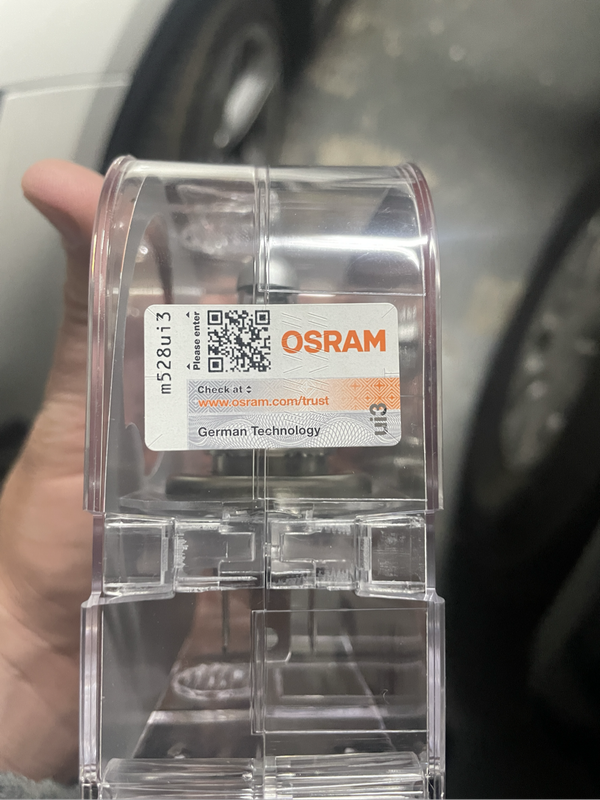 m528ui3
Please enter
OSRAM
Check at
www.osram.com/trust
German Technology
ui3